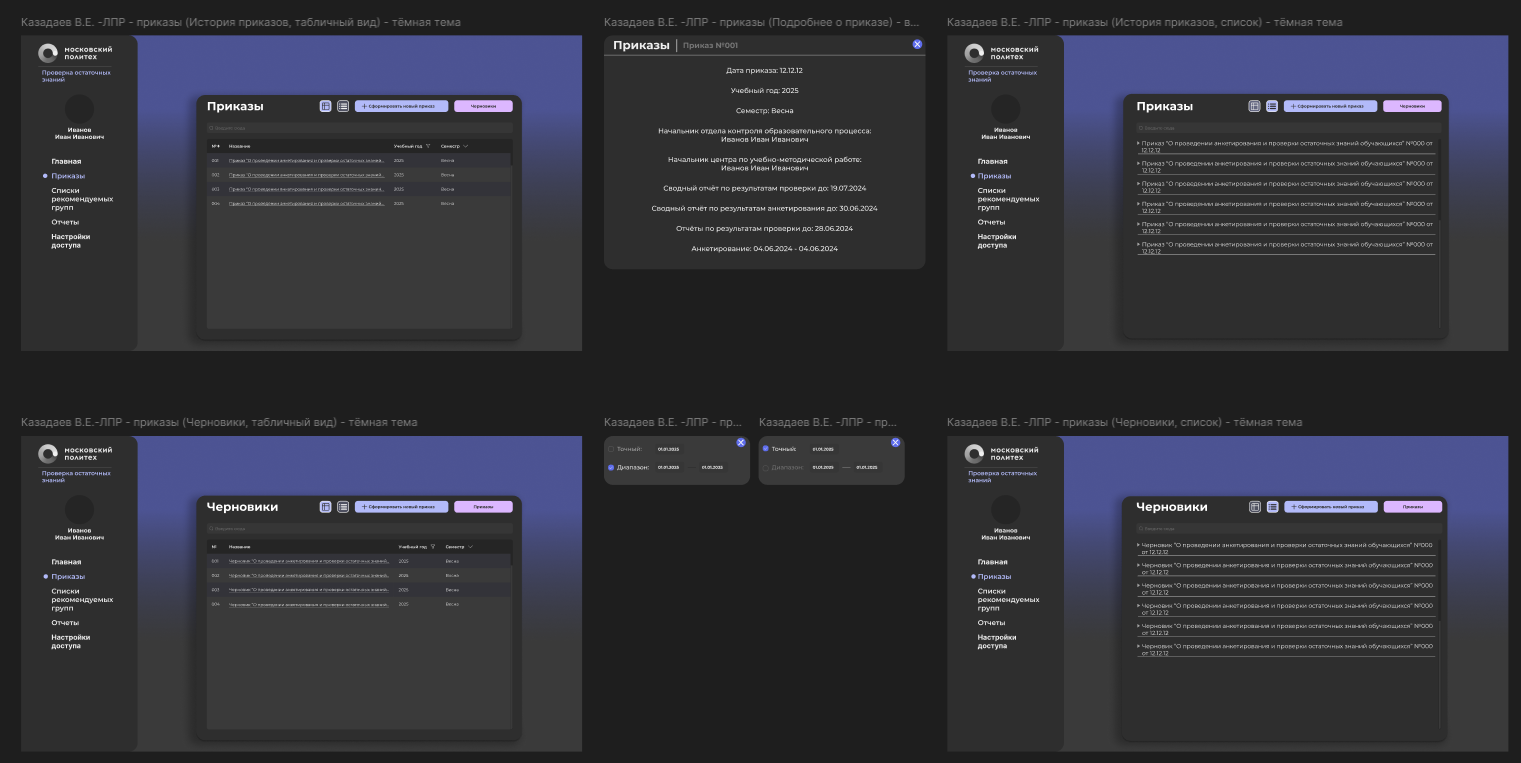 Казадаев В.Е. -ЛПР - приказы (История приказов, табличный вид) - тёмная тема
московский
политех
Проверка остаточных
знаний
Иванов
Иван Иванович
Главная
Приказы
Списки
рекомендуемых
групп
Отчеты
Настройки
доступа
Приказы
+ Сформировать новый приказ
Черновики
Введите слово
№
Название
Учебный год
Семестр
001 Приказ "О проведении анкетирования и проверки остаточных знаний... 2025 Весна
002 Приказ "О проведении анкетирования и проверки остаточных знаний... 2025 Весна
003 Приказ "О проведении анкетирования и проверки остаточных знаний... 2025 Весна
004 Приказ "О проведении анкетирования и проверки остаточных знаний... 2025 Весна
Казадаев В.Е. -ЛПР - приказы (Подробнее о приказе) - в...
Приказы
Приказ №001
Дата приказа: 12.12.12
Учебный год: 2025
Семестр: Весна
Начальник отдела контроля образовательного процесса:
Иванов Иван Иванович
Начальник центра по учебно-методической работе:
Иванов Иван Иванович
Сводный отчёт по результатам проверки до: 19.07.2024
Сводный отчёт по результатам анкетирования до: 30.06.2024
Отчёты по результатам проверки до: 28.06.2024
Анкетирование: 04.06.2024 - 04.06.2024
Казадаев В.Е. -ЛПР - приказы (История приказов, список) - тёмная тема
московский
политех
Проверка остаточных
знаний
Иванов
Иван Иванович
Главная
Приказы
Списки
рекомендуемых
групп
Отчеты
Настройки
доступа
Приказы
+ Сформировать новый приказ
Черновики
Введите слово
Приказ "О проведении анкетирования и проверки остаточных знаний обучающихся" №000 от
12.12.12
Приказ "О проведении анкетирования и проверки остаточных знаний обучающихся" №000 от
12.12.12
Приказ "О проведении анкетирования и проверки остаточных знаний обучающихся" №000 от
12.12.12
Приказ "О проведении анкетирования и проверки остаточных знаний обучающихся" №000 от
12.12.12
Приказ "О проведении анкетирования и проверки остаточных знаний обучающихся" №000 от
12.12.12
Приказ "О проведении анкетирования и проверки остаточных знаний обучающихся" №000 от
12.12.12
Казадаев В.Е.-ЛПР - приказы (Черновики, табличный вид) - тёмная тема
московский
политех
Проверка остаточных
знаний
Иванов
Иван Иванович
Главная
Приказы
Списки
рекомендуемых
групп
Отчеты
Настройки
доступа
Черновики
+ Сформировать новый приказ
Приказы
Введите слово
№
Название
Учебный год
Семестр
001 Черновик "О проведении анкетирования и проверки остаточных знаний... 2025 Весна
002 Черновик "О проведении анкетирования и проверки остаточных знаний... 2025 Весна
003 Черновик "О проведении анкетирования и проверки остаточных знаний... 2025 Весна
004 Черновик "О проведении анкетирования и проверки остаточных знаний... 2025 Весна
Казадаев В.Е. -ЛПР - пр...
Точный: 01.01.2025
Диапазон: 01.01.2025 — 01.01.2025
Казадаев В.Е. -ЛПР - пр...
Точный: 01.01.2025
Диапазон: 01.01.2025 — 01.01.2025
Казадаев В.Е. -ЛПР - приказы (Черновики, список) - тёмная тема
московский
политех
Проверка остаточных
знаний
Иванов
Иван Иванович
Главная
Приказы
Списки
рекомендуемых
групп
Отчеты
Настройки
доступа
Черновики
+ Сформировать новый приказ
Приказы
Введите слово
Черновик "О проведении анкетирования и проверки остаточных знаний обучающихся" №000
от 12.12.12
Черновик "О проведении анкетирования и проверки остаточных знаний обучающихся" №000
от 12.12.12
Черновик "О проведении анкетирования и проверки остаточных знаний обучающихся" №000
от 12.12.12
Черновик "О проведении анкетирования и проверки остаточных знаний обучающихся" №000
от 12.12.12
Черновик "О проведении анкетирования и проверки остаточных знаний обучающихся" №000
от 12.12.12
Черновик "О проведении анкетирования и проверки остаточных знаний обучающихся" №000
от 12.12.12